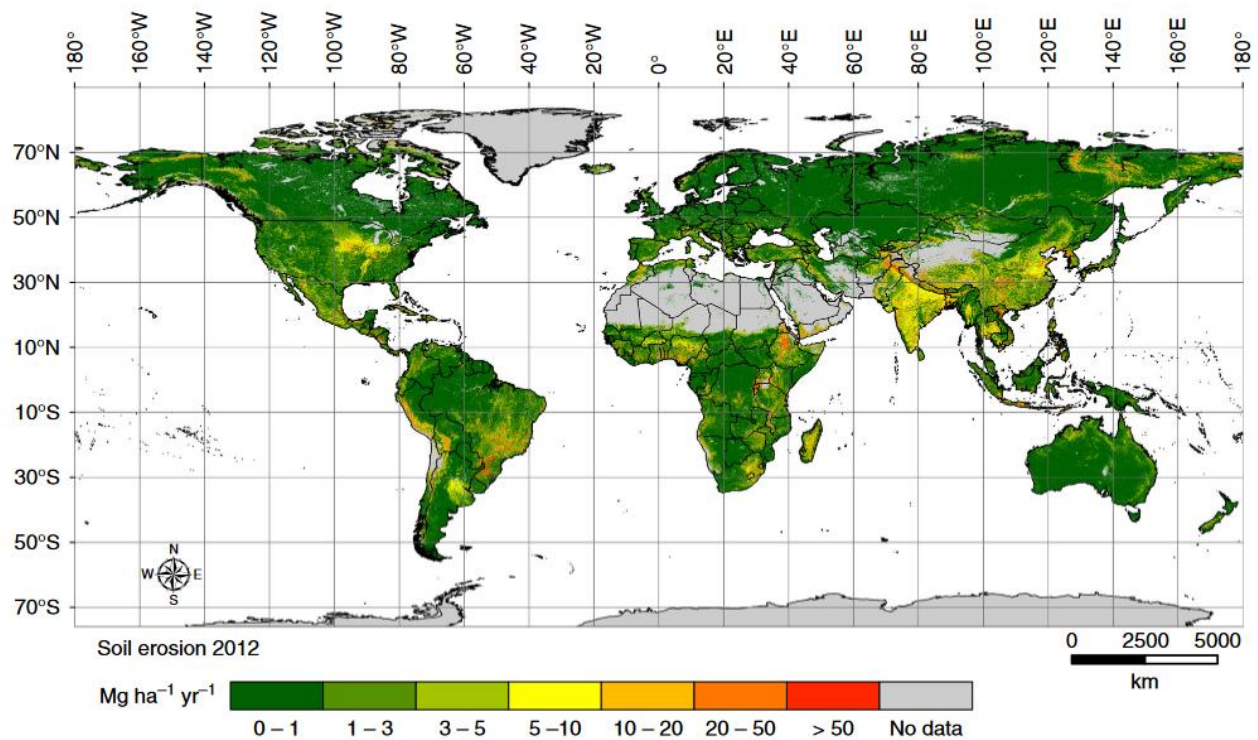 180° 160°W 140°W 120°W 100°W 80°W 60°W 40°W 20°W 0° 20°E 40°E 60°E 80°E 100°E 120°E 140°E 160°E 180°
70°N
50°N
30°N
10°N
10°S
30°S
50°S
70°S
N
W E
S
Soil erosion 2012
0 2500 5000
km
Mg ha⁻¹ yr⁻¹
0 – 1 1 – 3 3 – 5 5 – 10 10 – 20 20 – 50 > 50 No data